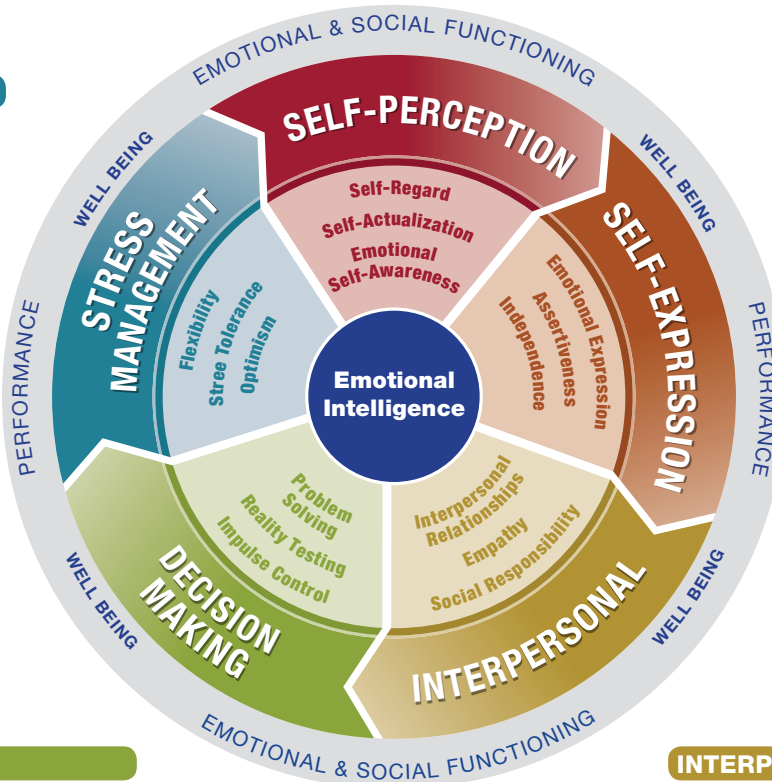 EMOTIONAL & SOCIAL FUNCTIONING
WELL BEING
WELL BEING
PERFORMANCE
PERFORMANCE
SELF-PERCEPTION
Self-Regard
Self-Actualization
Emotional
Self-Awareness
SELF-EXPRESSION
Emotional Expression
Assertiveness
Independence
STRESS
MANAGEMENT
Flexibility
Stree Tolerance
Optimism
Emotional
Intelligence
Interpersonal
Relationships
Empathy
Social Responsibility
INTERPERSONAL
Problem
Solving
Reality Testing
Impulse Control
DECISION
MAKING
WELL BEING
WELL BEING
EMOTIONAL & SOCIAL FUNCTIONING
INTERP